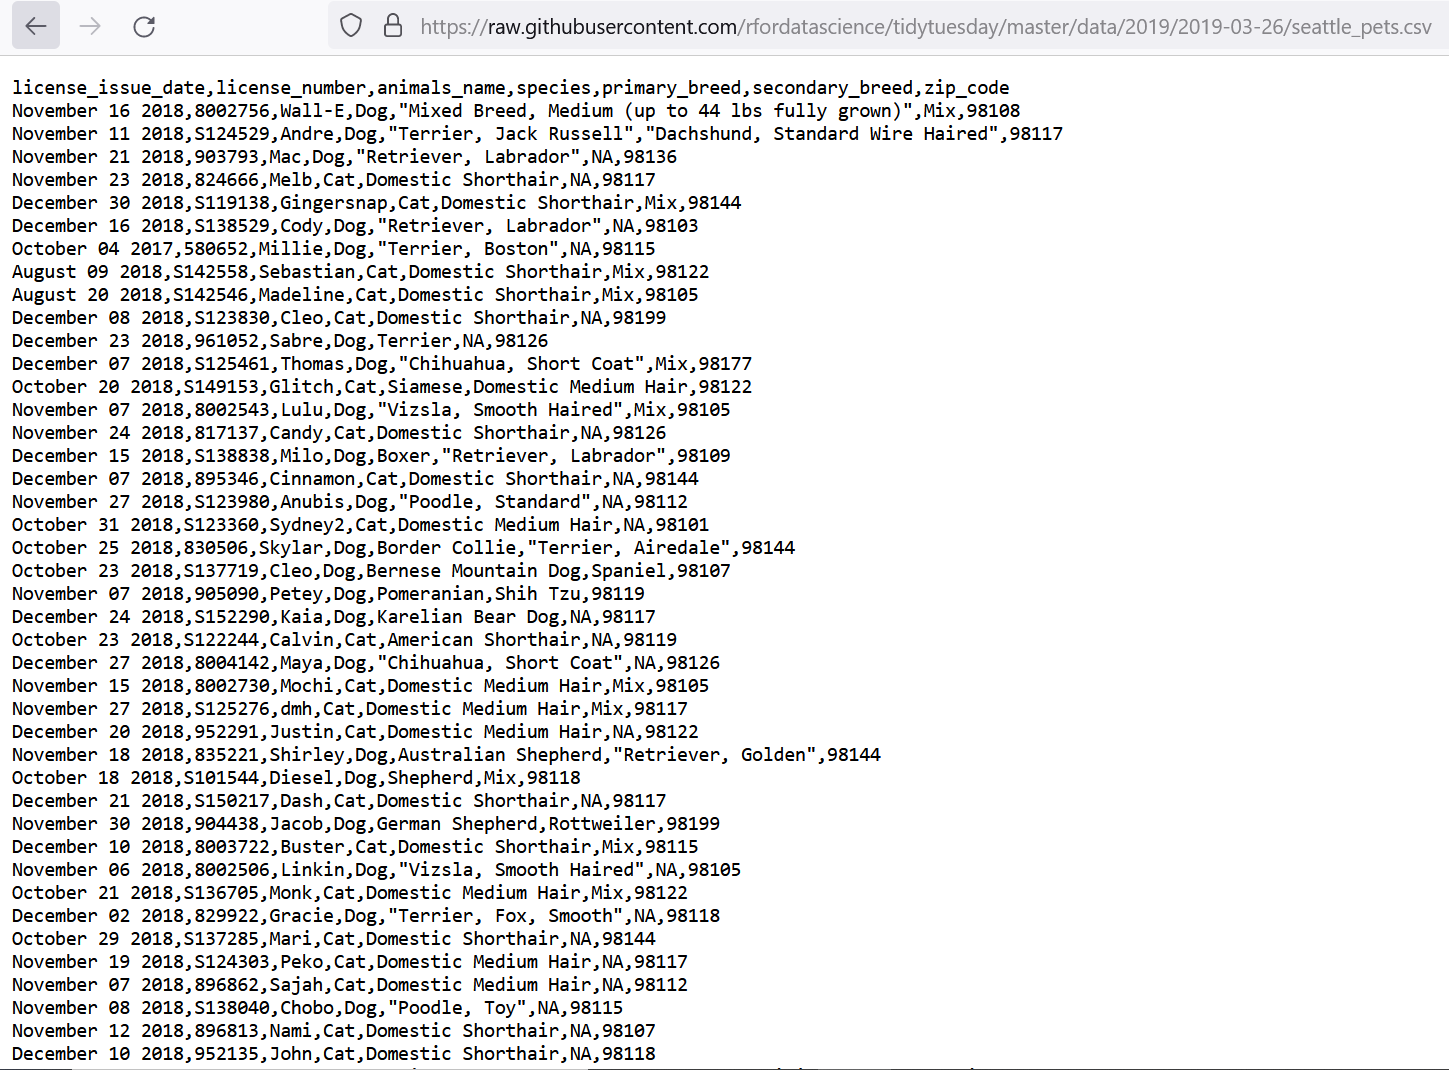 https://raw.githubusercontent.com/rfordatascience/tidytuesday/master/data/2019/2019-03-26/seattle_pets.csv
license_issue_date,license_number,animals_name,species,primary_breed,secondary_breed,zip_code
November 16 2018,8002756,Wall-E,Dog,"Mixed Breed, Medium (up to 44 lbs fully grown)",Mix,98108
November 11 2018,S124529,Andre,Dog,"Terrier, Jack Russell","Dachshund, Standard Wire Haired",98117
November 21 2018,903793,Mac,Dog,"Retriever, Labrador",NA,98136
November 23 2018,824666,Melb,Cat,Domestic Shorthair,NA,98117
December 30 2018,S119138,Gingersnap,Cat,Domestic Shorthair,Mix,98144
December 16 2018,S138529,Cody,Dog,"Retriever, Labrador",NA,98103
October 04 2017,580652,Millie,Dog,"Terrier, Boston",NA,98115
August 09 2018,S142558,Sebastian,Cat,Domestic Shorthair,Mix,98122
August 20 2018,S142546,Madeline,Cat,Domestic Shorthair,Mix,98105
December 08 2018,S123830,Cleo,Cat,Domestic Shorthair,NA,98199
December 23 2018,961052,Sabre,Dog,Terrier,NA,98126
December 07 2018,S125461,Thomas,Dog,"Chihuahua, Short Coat",Mix,98177
October 20 2018,S149153,Glitch,Cat,Siamese,Domestic Medium Hair,98122
November 07 2018,8002543,Lulu,Dog,"Vizsla, Smooth Haired",Mix,98105
November 24 2018,817137,Candy,Cat,Domestic Shorthair,NA,98126
December 15 2018,S138838,Milo,Dog,Boxer,"Retriever, Labrador",98109
December 07 2018,895346,Cinnamon,Cat,Domestic Shorthair,NA,98144
November 27 2018,S123980,Anubis,Dog,"Poodle, Standard",NA,98112
October 31 2018,S123360,Sydney2,Cat,Domestic Medium Hair,NA,98101
October 25 2018,830506,Skylar,Dog,Border Collie,"Terrier, Airedale",98144
October 23 2018,S137719,Cleo,Dog,Bernese Mountain Dog,Spaniel,98107
November 07 2018,905090,Petey,Dog,Pomeranian,Shih Tzu,98119
December 24 2018,S152290,Kaia,Dog,Karelian Bear Dog,NA,98117
October 23 2018,S122244,Calvin,Cat,American Shorthair,NA,98119
December 27 2018,8004142,Maya,Dog,"Chihuahua, Short Coat",NA,98126
November 15 2018,8002730,Mochi,Cat,Domestic Medium Hair,Mix,98105
November 27 2018,S125276,dmh,Cat,Domestic Medium Hair,Mix,98117
December 20 2018,952291,Justin,Cat,Domestic Medium Hair,NA,98122
November 18 2018,835221,Shirley,Dog,Australian Shepherd,"Retriever, Golden",98144
October 18 2018,S101544,Diesel,Dog,Shepherd,Mix,98118
December 21 2018,S150217,Dash,Cat,Domestic Shorthair,NA,98117
November 30 2018,904438,Jacob,Dog,German Shepherd,Rottweiler,98199
December 10 2018,8003722,Buster,Cat,Domestic Shorthair,Mix,98115
November 06 2018,8002506,Linkin,Dog,"Vizsla, Smooth Haired",NA,98105
October 21 2018,S136705,Monk,Cat,Domestic Medium Hair,Mix,98122
December 02 2018,829922,Gracie,Dog,"Terrier, Fox, Smooth",NA,98118
October 29 2018,S137285,Mari,Cat,Domestic Shorthair,NA,98144
November 19 2018,S124303,Peko,Cat,Domestic Medium Hair,NA,98117
November 07 2018,896862,Sajah,Cat,Domestic Medium Hair,NA,98112
November 08 2018,S138040,Chobo,Dog,"Poodle, Toy",NA,98115
November 12 2018,896813,Nami,Cat,Domestic Shorthair,NA,98107
December 10 2018,952135,John,Cat,Domestic Shorthair,NA,98118